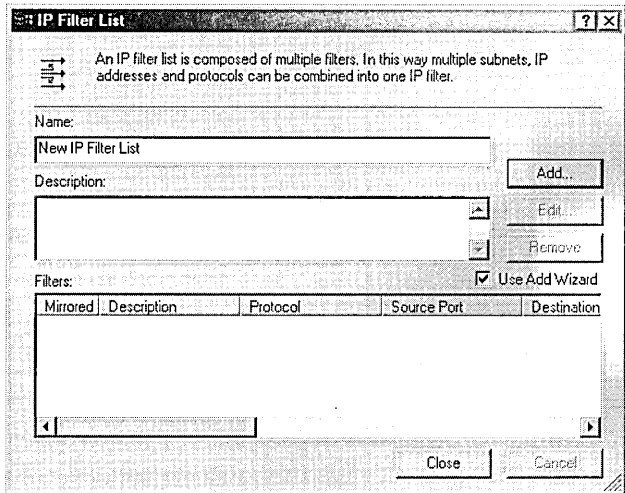 IP Filter List
An IP filter list is composed of multiple filters. In this way multiple subnets, IP
addresses and protocols can be combined into one IP filter.
Name:
New IP Filter List
Add...
Description:
Edit...
Remove
Filters:
Use Add Wizard
Mirrored Description Protocol Source Port Destination
Close Cancel